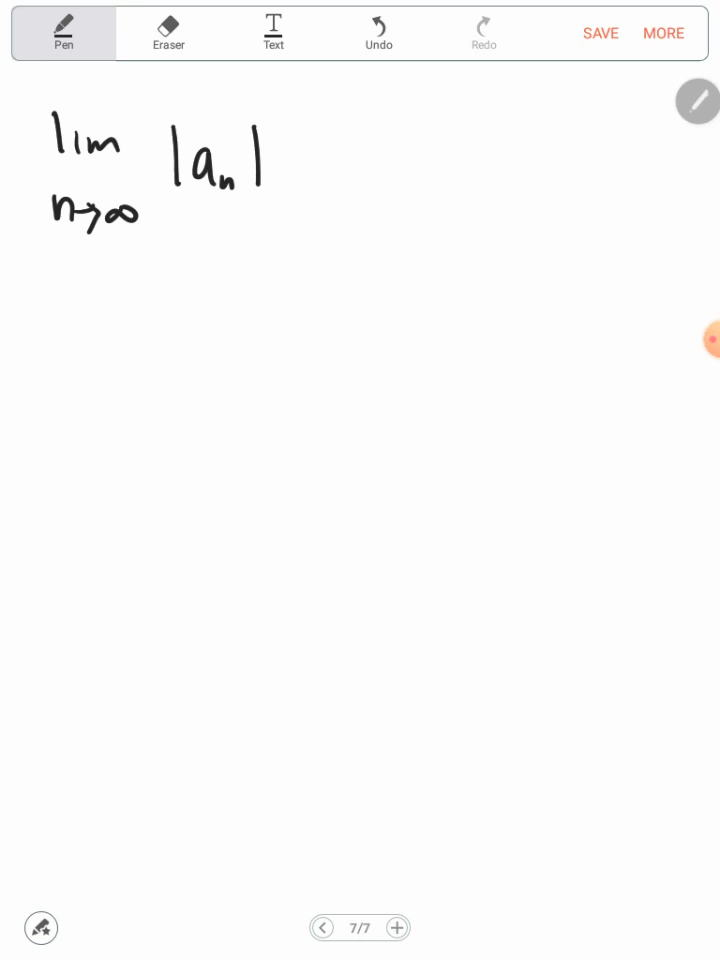 Pen Eraser Text Undo Redo SAVE MORE
lim |aₙ|
n→∞
7/7